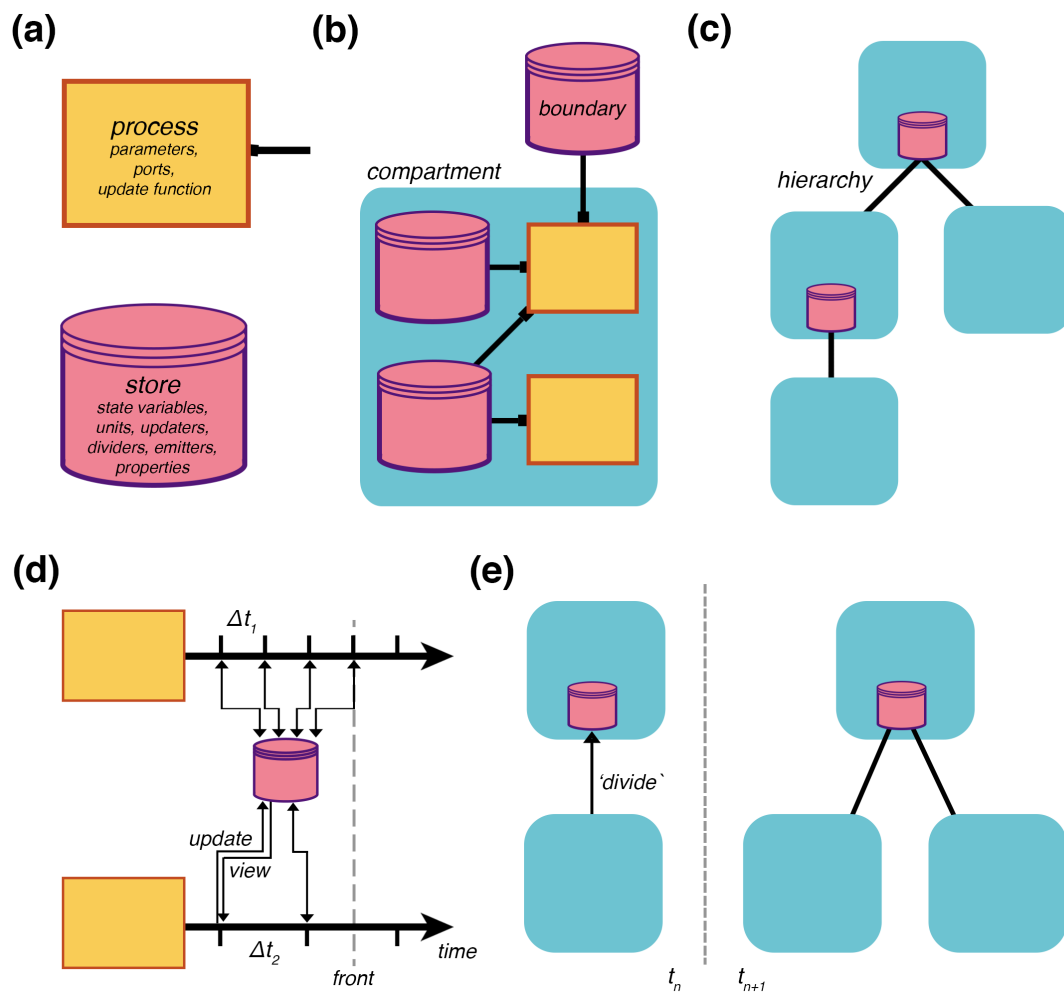 (a)
process
parameters,
ports,
update function
store
state variables,
units, updaters,
dividers, emitters,
properties
(b)
boundary
compartment
(c)
hierarchy
(d)
Δt1
update
view
Δt2
time
front
(e)
‘divide`
tn
tn+1